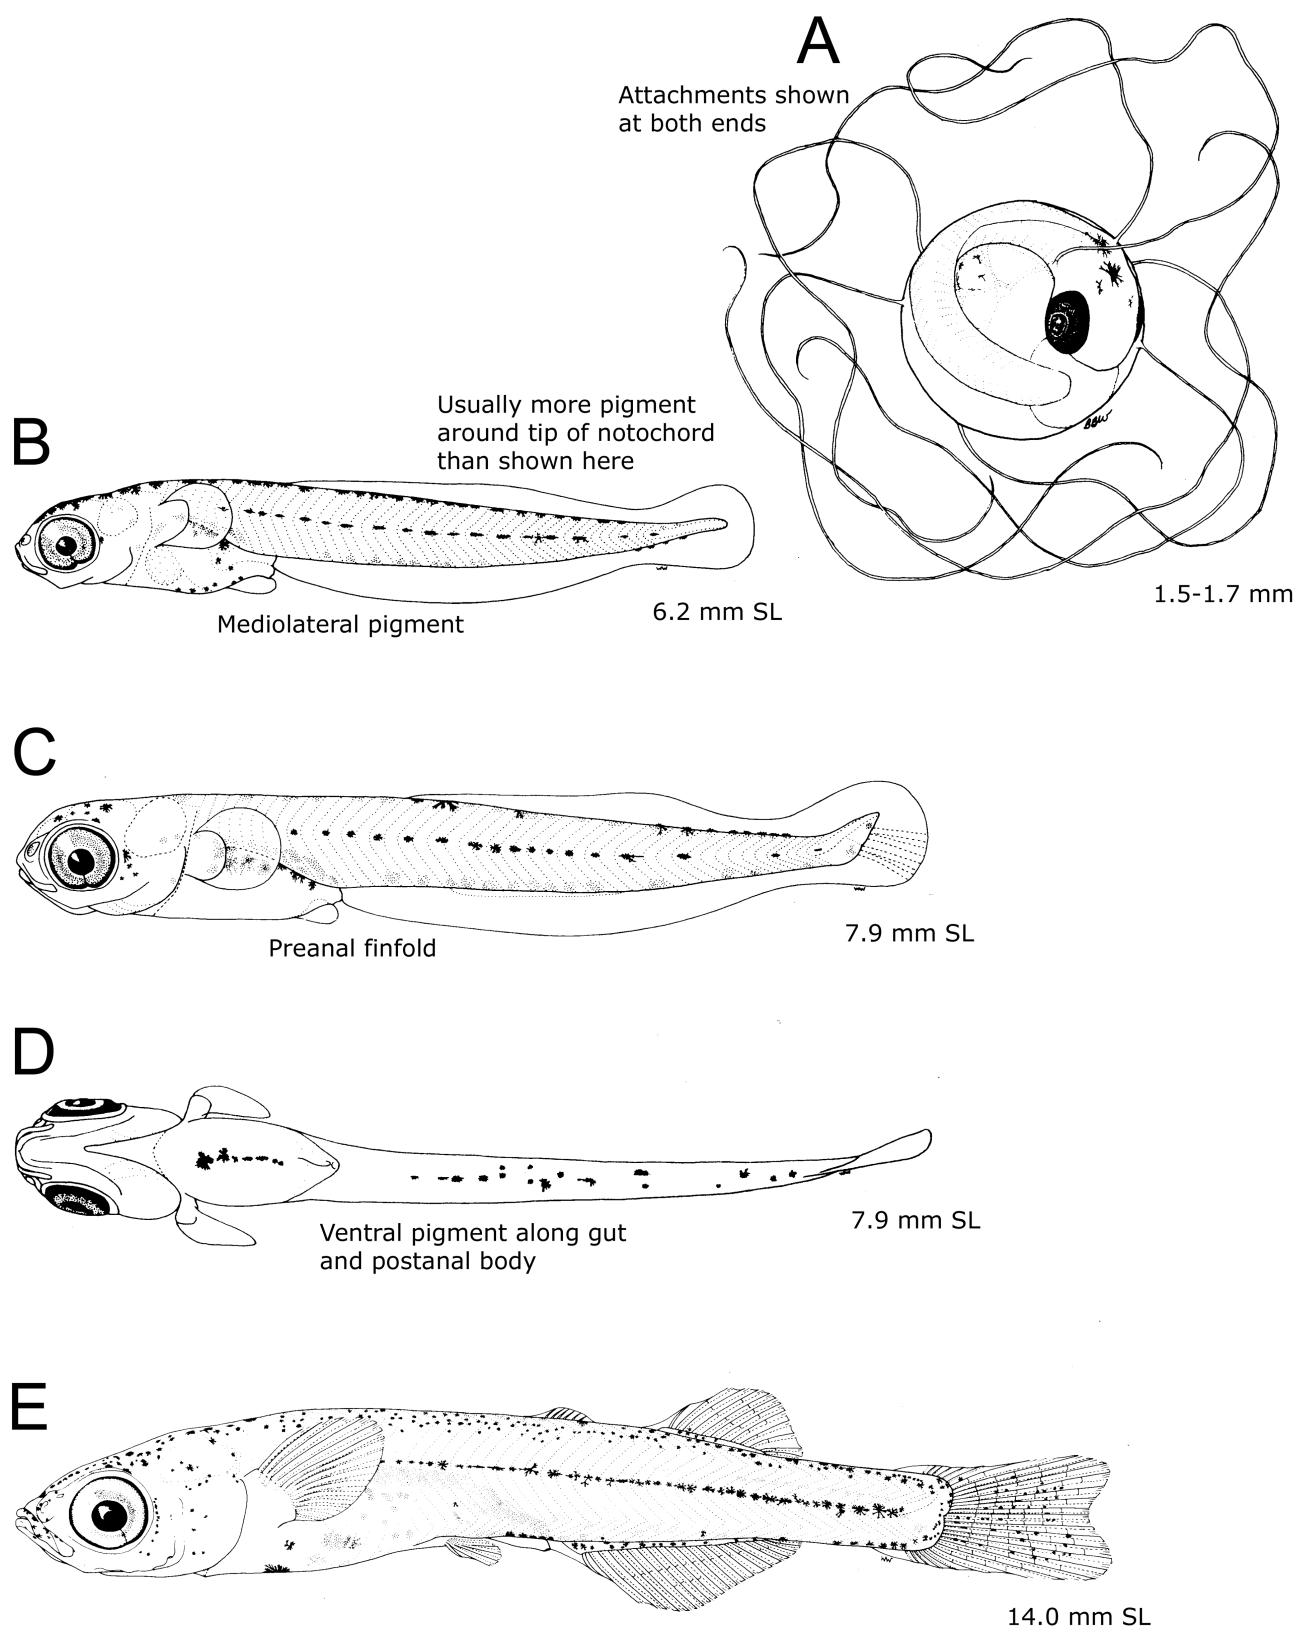 A
Attachments shown
at both ends
BBW
1.5-1.7 mm
B
Usually more pigment
around tip of notochord
than shown here
Mediolateral pigment
6.2 mm SL
C
Preanal finfold
7.9 mm SL
D
Ventral pigment along gut
and postanal body
7.9 mm SL
E
14.0 mm SL